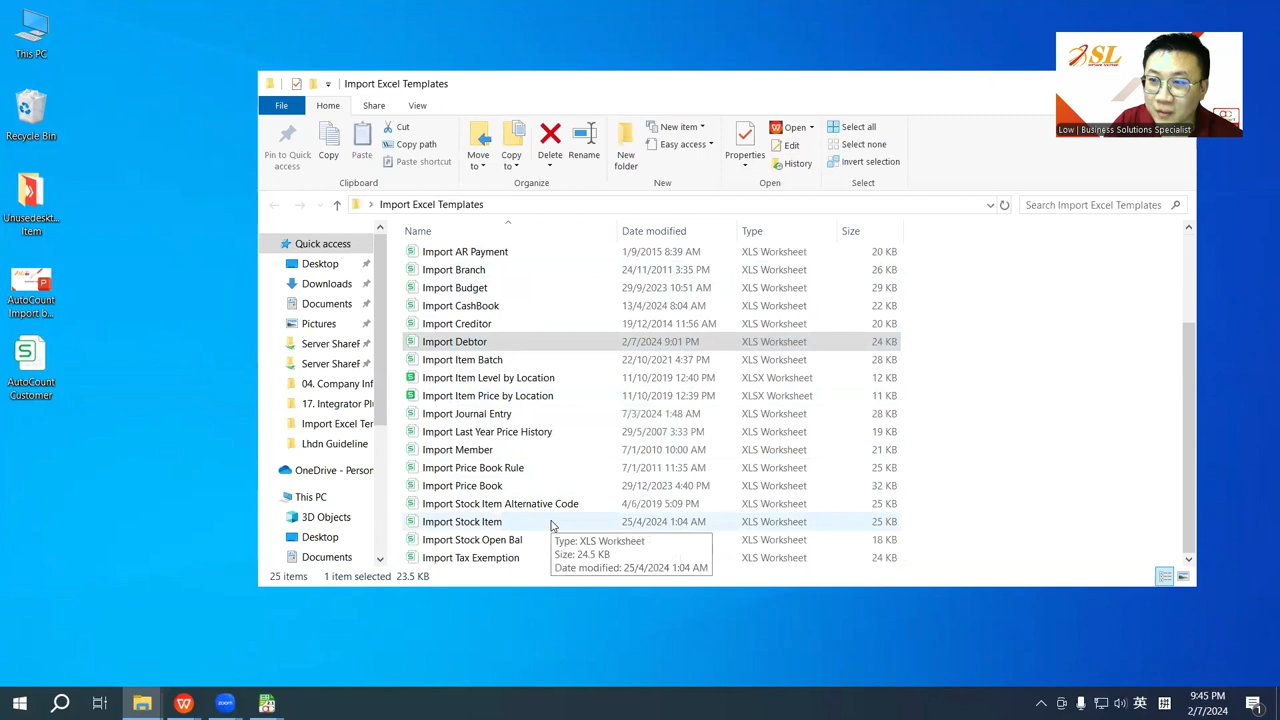 This PC
Recycle Bin
Unusedeskt...
Item
AutoCount
Import b...
AutoCount
Customer
Import Excel Templates
File Home Share View
Pin to Quick
access
Copy
Paste
Cut
Copy path
Paste shortcut
Clipboard
Move
to
Copy
to
Delete
Rename
Organize
New
folder
New item
Easy access
New
Properties
Open
Edit
History
Open
Select all
Select none
Invert selection
Select
SL
Low | Business Solutions Specialist
Import Excel Templates
Search Import Excel Templates
Quick access
Desktop
Downloads
Documents
Pictures
Server ShareF
Server ShareF
04. Company Inf
17. Integrator Plu
Import Excel Ter
Lhdn Guideline
OneDrive - Person
This PC
3D Objects
Desktop
Documents
Name Date modified Type Size
Import AR Payment 1/9/2015 8:39 AM XLS Worksheet 20 KB
Import Branch 24/11/2011 3:35 PM XLS Worksheet 26 KB
Import Budget 29/9/2023 10:51 AM XLS Worksheet 29 KB
Import CashBook 13/4/2024 8:04 AM XLS Worksheet 22 KB
Import Creditor 19/12/2014 11:56 AM XLS Worksheet 20 KB
Import Debtor 2/7/2024 9:01 PM XLS Worksheet 24 KB
Import Item Batch 22/10/2021 4:37 PM XLS Worksheet 28 KB
Import Item Level by Location 11/10/2019 12:40 PM XLSX Worksheet 12 KB
Import Item Price by Location 11/10/2019 12:39 PM XLSX Worksheet 11 KB
Import Journal Entry 7/3/2024 1:48 AM XLS Worksheet 28 KB
Import Last Year Price History 29/5/2007 3:33 PM XLS Worksheet 19 KB
Import Member 7/1/2010 10:00 AM XLS Worksheet 21 KB
Import Price Book Rule 7/1/2011 11:35 AM XLS Worksheet 25 KB
Import Price Book 29/12/2023 4:40 PM XLS Worksheet 32 KB
Import Stock Item Alternative Code 4/6/2019 5:09 PM XLS Worksheet 25 KB
Import Stock Item 25/4/2024 1:04 AM XLS Worksheet 25 KB
Import Stock Open Bal XLS Worksheet 18 KB
Import Tax Exemption XLS Worksheet 24 KB
Type: XLS Worksheet
Size: 24.5 KB
Date modified: 25/4/2024 1:04 AM
25 items 1 item selected 23.5 KB
zoom
英
拼
9:45 PM
2/7/2024
1